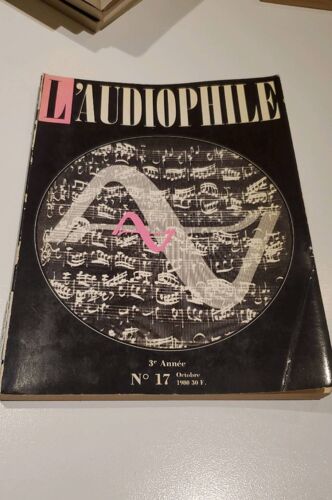 L'AUDIOPHILE
3e Année
N° 17 Octobre
1980 30 F.